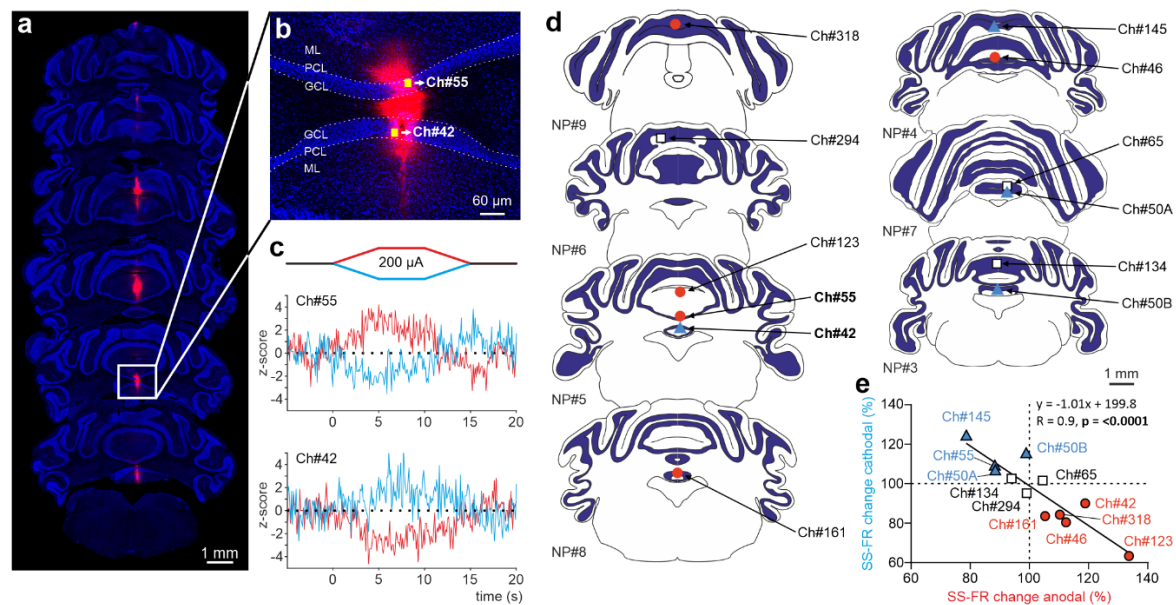 a
1 mm
b
ML
PCL
GCL
Ch#55
GCL
Ch#42
PCL
ML
60 µm
c
200 µA
Ch#55
z-score
4
2
0
-2
-4
0
5
10
15
20
Ch#42
z-score
4
2
0
-2
-4
0
5
10
15
20
time (s)
d
Ch#318
NP#9
Ch#294
NP#6
Ch#123
Ch#55
Ch#42
NP#5
Ch#161
NP#8
Ch#145
Ch#46
NP#4
Ch#65
Ch#50A
NP#7
Ch#134
Ch#50B
NP#3
1 mm
e
SS-FR change cathodal (%)
140
120
100
80
60
y = -1.01x + 199.8
R = 0.9, p = <0.0001
Ch#145
Ch#50B
Ch#55
Ch#50A
Ch#65
Ch#134
Ch#294
Ch#42
Ch#161
Ch#318
Ch#46
Ch#123
60
80
100
120
140
SS-FR change anodal (%)